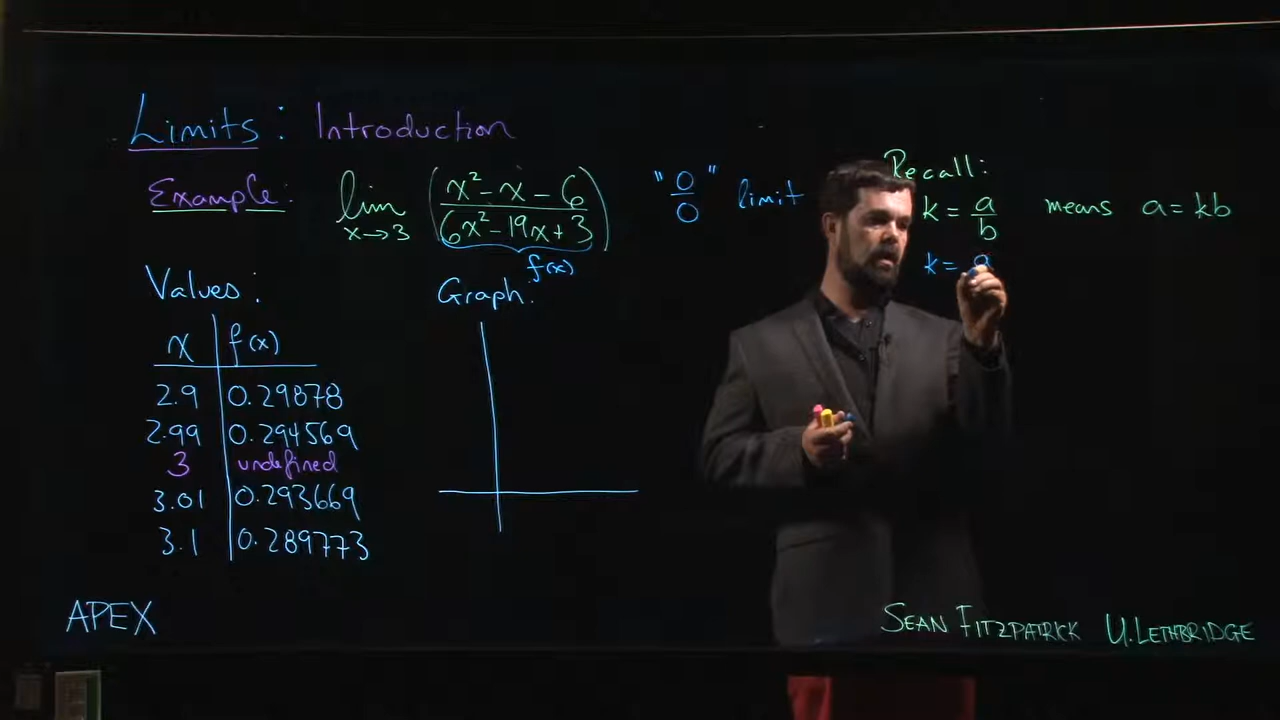 Limits: Introduction
Example: lim x→3 (x² - x - 6 / 6x² - 19x + 3) "0/0" limit
f(x)
Recall:
k = a/b means a = kb
k = a
Values: Graph:
x f(x)
2.9 0.29878
2.99 0.294569
3 undefined
3.01 0.293669
3.1 0.289773
APEX
SEAN FITZPATRICK U. LETHBRIDGE